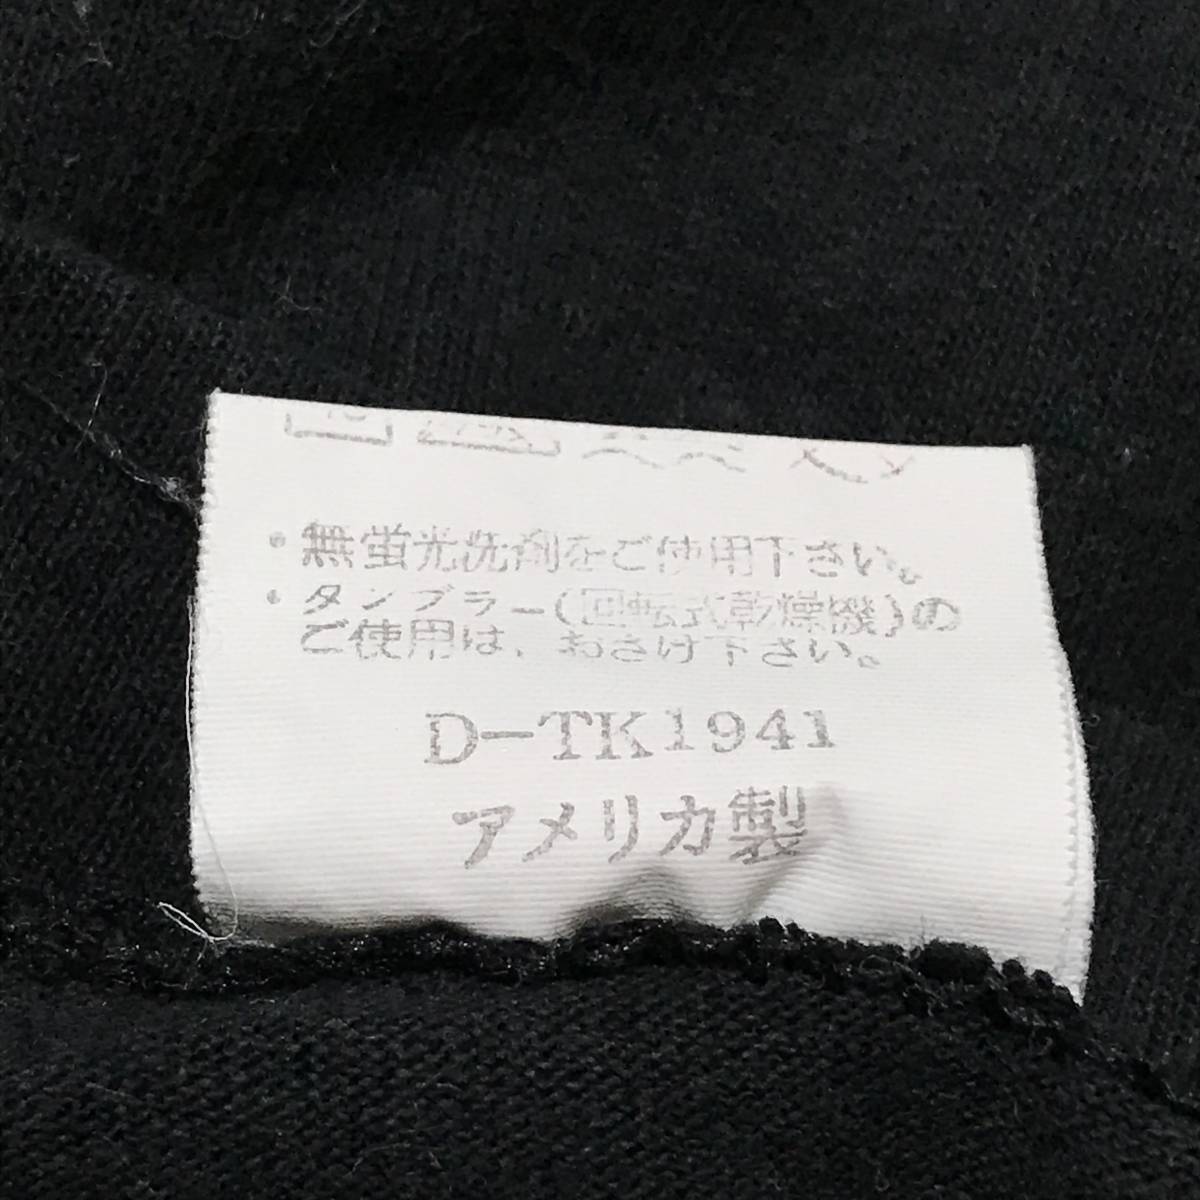 ・無蛍光洗剤をご使用下さい。
・タンブラー(回転式乾燥機)の
ご使用は、おさけ下さい。
D-TK1941
アメリカ製